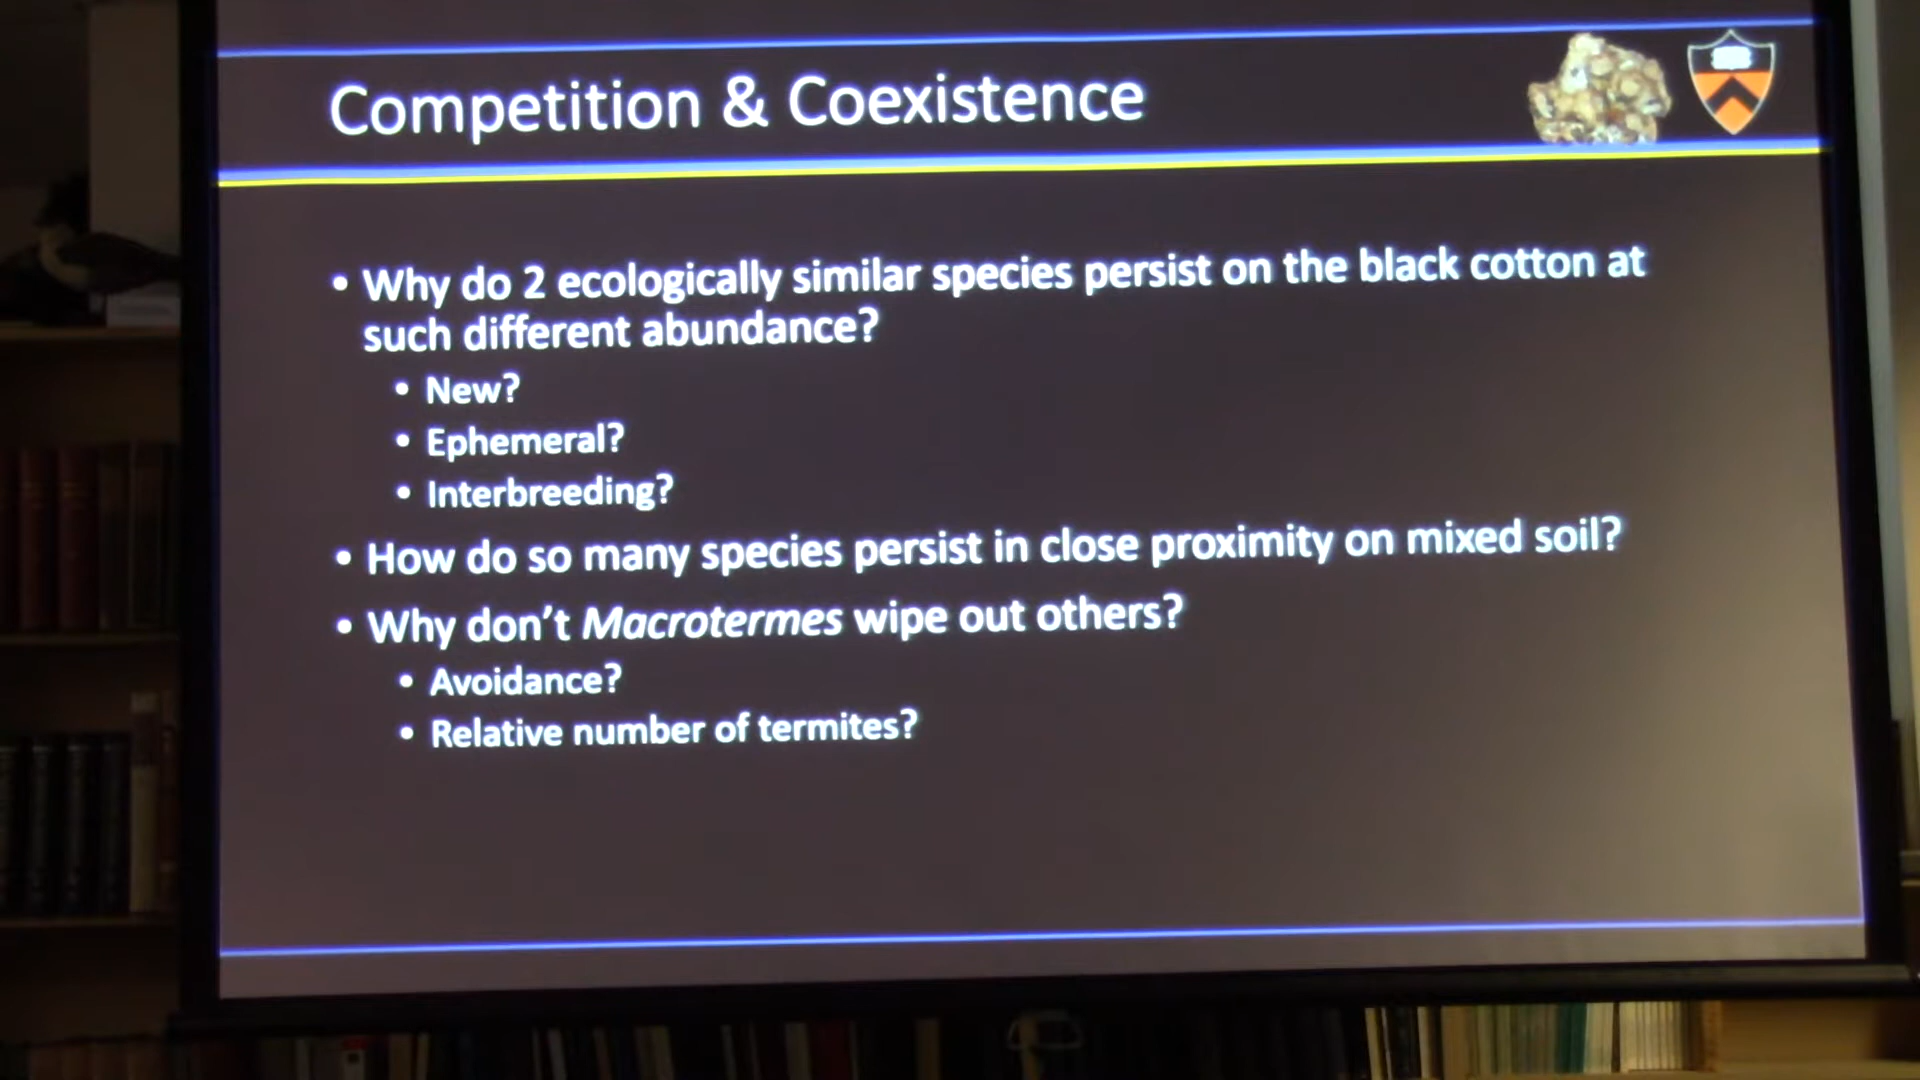 Competition & Coexistence
• Why do 2 ecologically similar species persist on the black cotton at
such different abundance?
• New?
• Ephemeral?
• Interbreeding?
• How do so many species persist in close proximity on mixed soil?
• Why don't Macrotermes wipe out others?
• Avoidance?
• Relative number of termites?